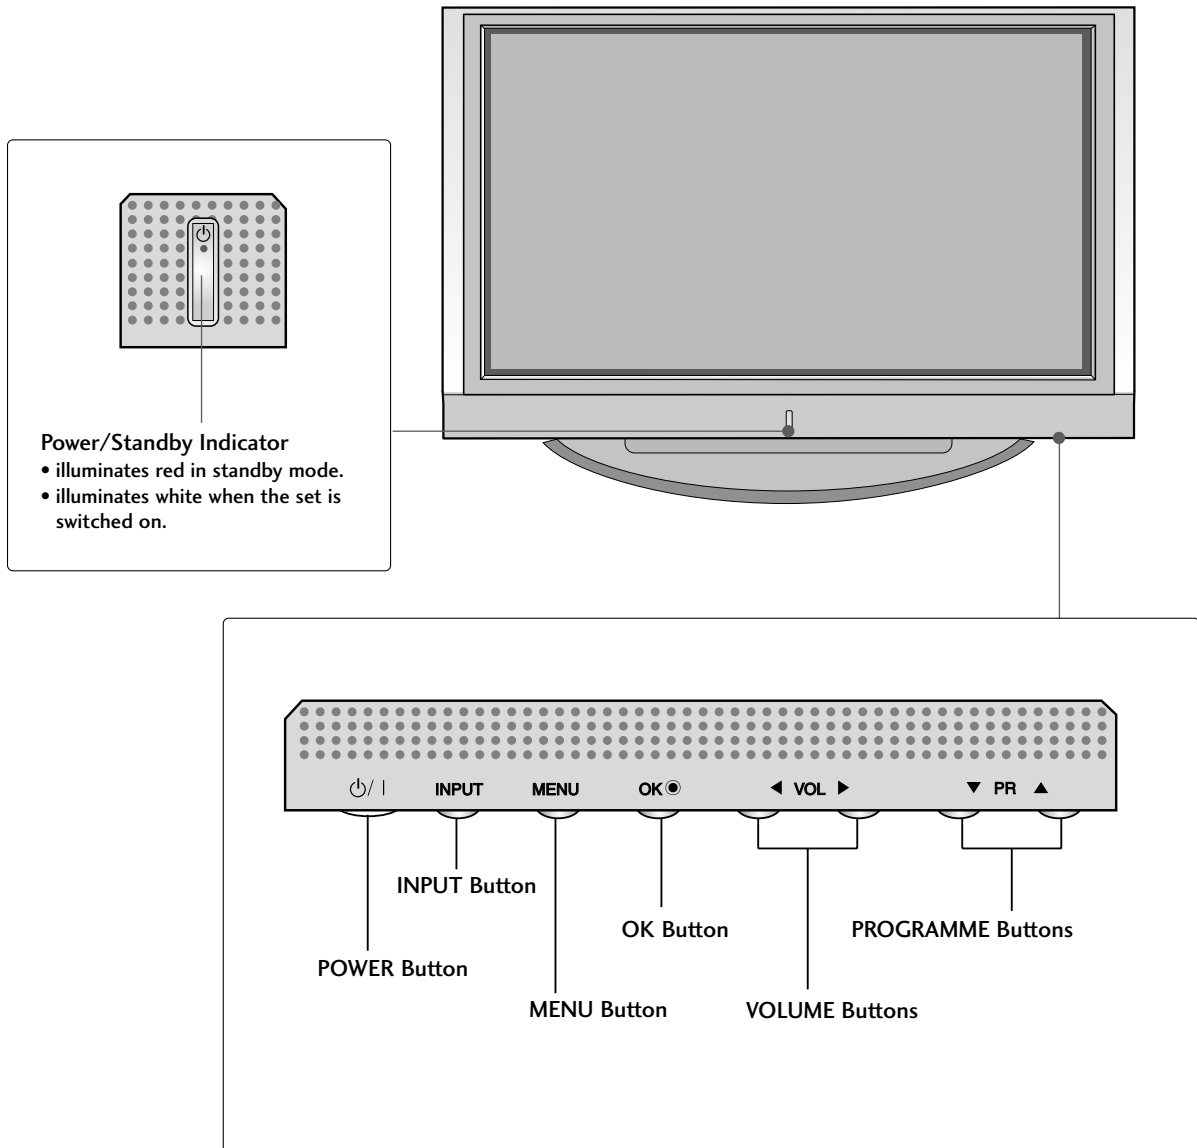 Power/Standby Indicator
• illuminates red in standby mode.
• illuminates white when the set is
switched on.
/ I INPUT MENU OK VOL PR
INPUT Button
OK Button
PROGRAMME Buttons
POWER Button
MENU Button
VOLUME Buttons